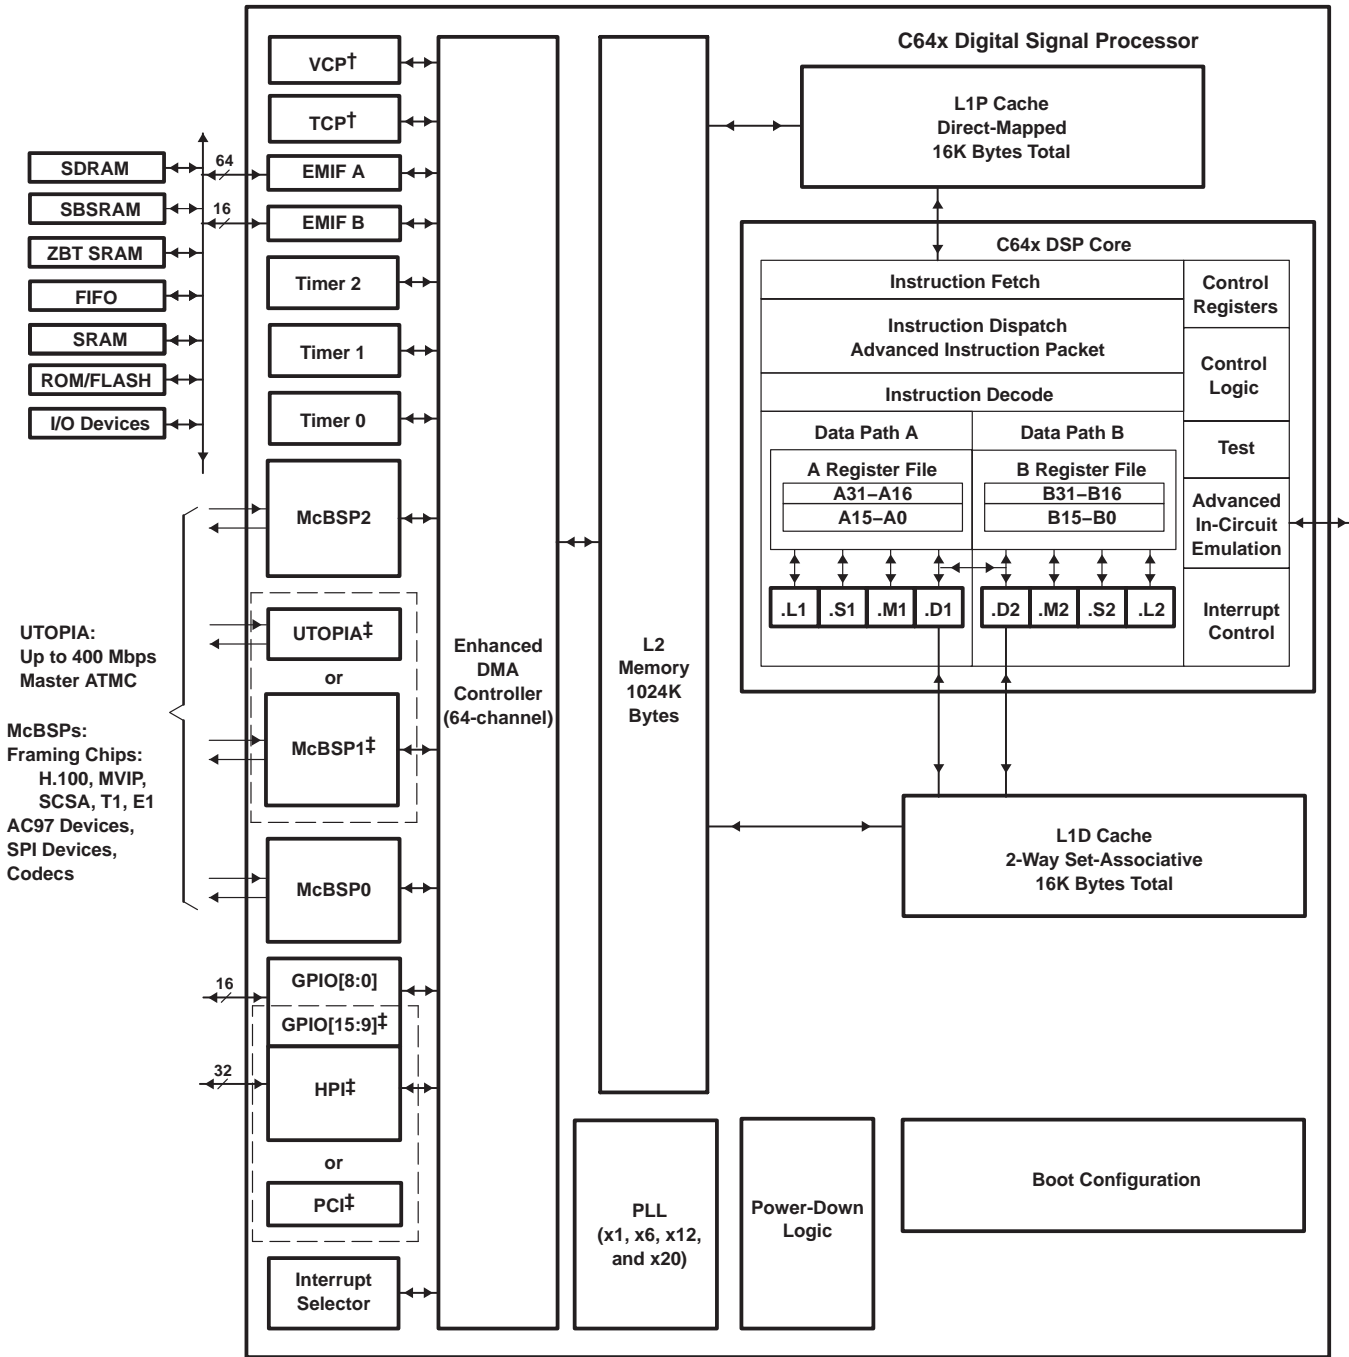 C64x Digital Signal Processor
VCP†
TCP†
EMIF A
EMIF B
Timer 2
Timer 1
Timer 0
64
16
SDRAM
SBSRAM
ZBT SRAM
FIFO
SRAM
ROM/FLASH
I/O Devices
McBSP2
UTOPIA‡
or
McBSP1‡
McBSP0
UTOPIA:
Up to 400 Mbps
Master ATMC
McBSPs:
Framing Chips:
H.100, MVIP,
SCSA, T1, E1
AC97 Devices,
SPI Devices,
Codecs
16
GPIO[8:0]
GPIO[15:9]‡
32
HPI‡
or
PCI‡
Interrupt
Selector
Enhanced
DMA
Controller
(64-channel)
L2
Memory
1024K
Bytes
L1P Cache
Direct-Mapped
16K Bytes Total
C64x DSP Core
Instruction Fetch
Instruction Dispatch
Advanced Instruction Packet
Instruction Decode
Data Path A
Data Path B
A Register File
A31–A16
A15–A0
B Register File
B31–B16
B15–B0
.L1
.S1
.M1
.D1
.D2
.M2
.S2
.L2
Control
Registers
Control
Logic
Test
Advanced
In-Circuit
Emulation
Interrupt
Control
L1D Cache
2-Way Set-Associative
16K Bytes Total
PLL
(x1, x6, x12,
and x20)
Power-Down
Logic
Boot Configuration